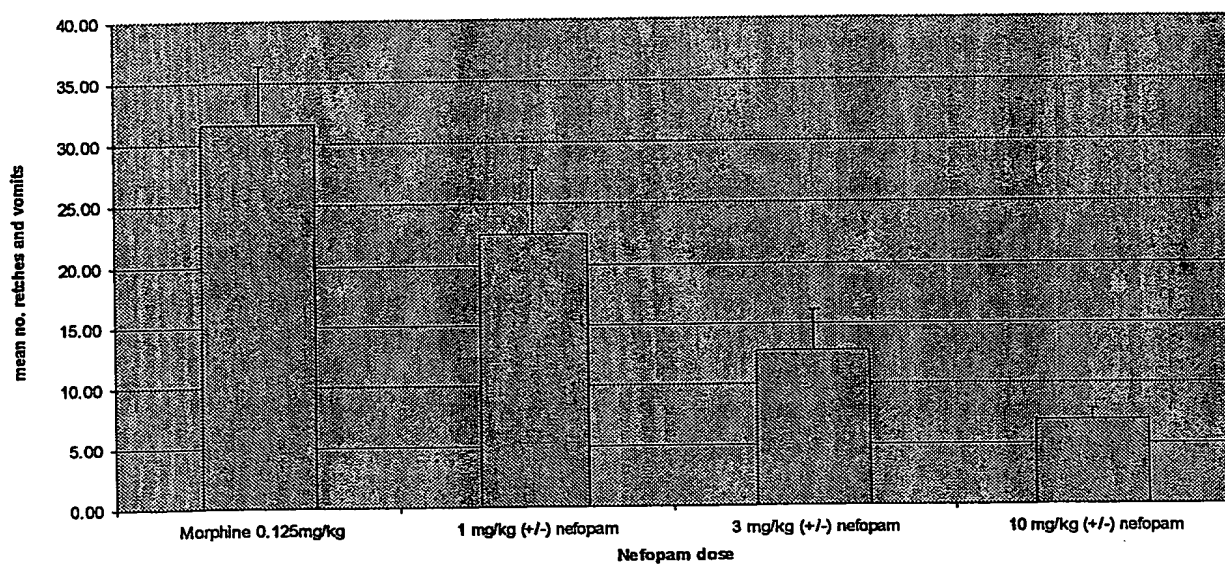 mean no. retches and vomits
40.00
35.00
30.00
25.00
20.00
15.00
10.00
5.00
0.00
Morphine 0.125mg/kg
1 mg/kg (+/-) nefopam
3 mg/kg (+/-) nefopam
10 mg/kg (+/-) nefopam
Nefopam dose